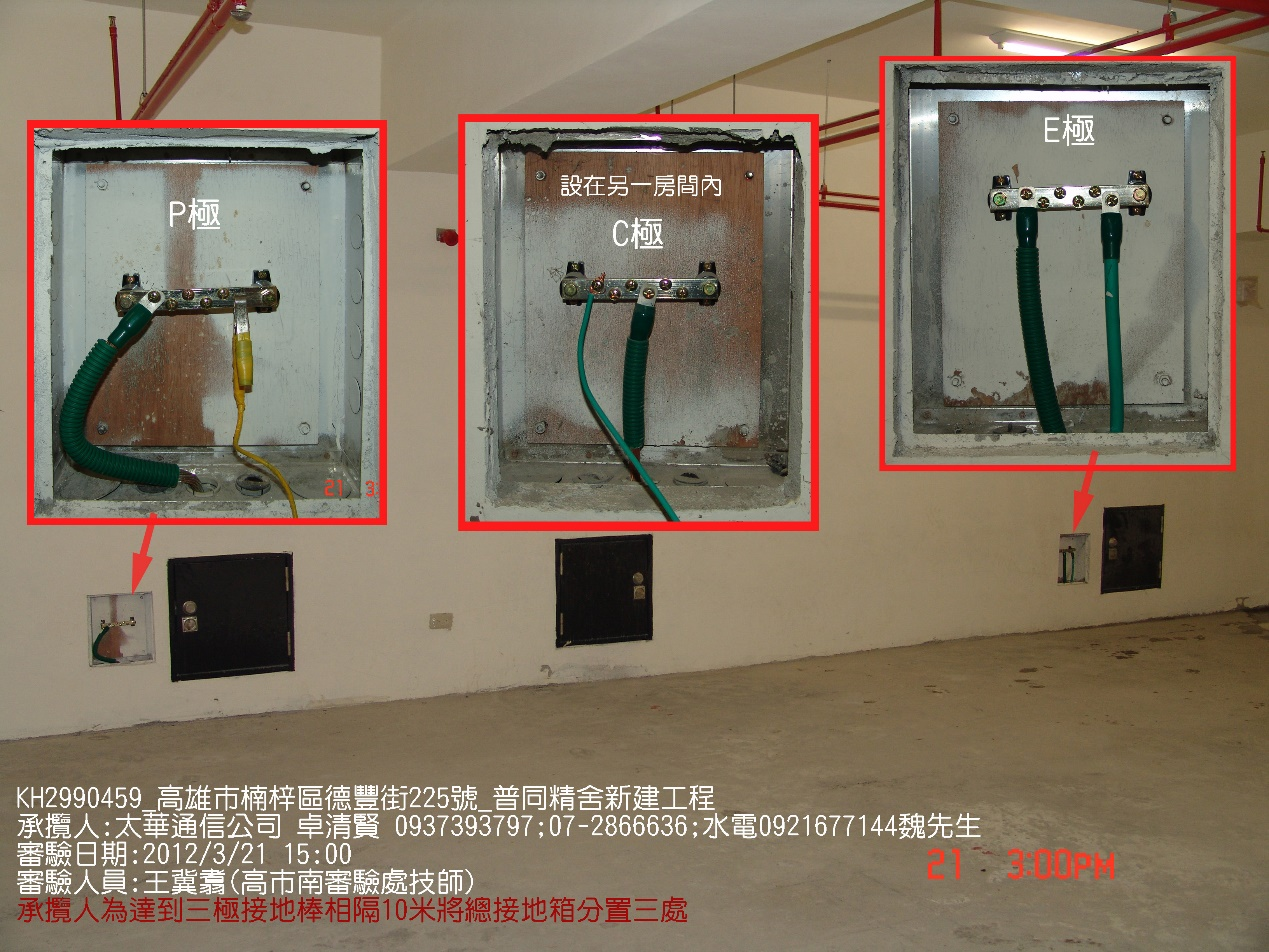 P極
設在另一房間內
C極
E極
21 3
KH2990459_高雄市楠梓區德豐街225號_普同精舍新建工程
承攬人:太華通信公司 卓清賢 0937393797;07-2866636;水電0921677144魏先生
審驗日期:2012/3/21 15:00
審驗人員:王冀翥(高市南審驗處技師)
承攬人為達到三極接地棒相隔10米將總接地箱分置三處
21 3:00PM